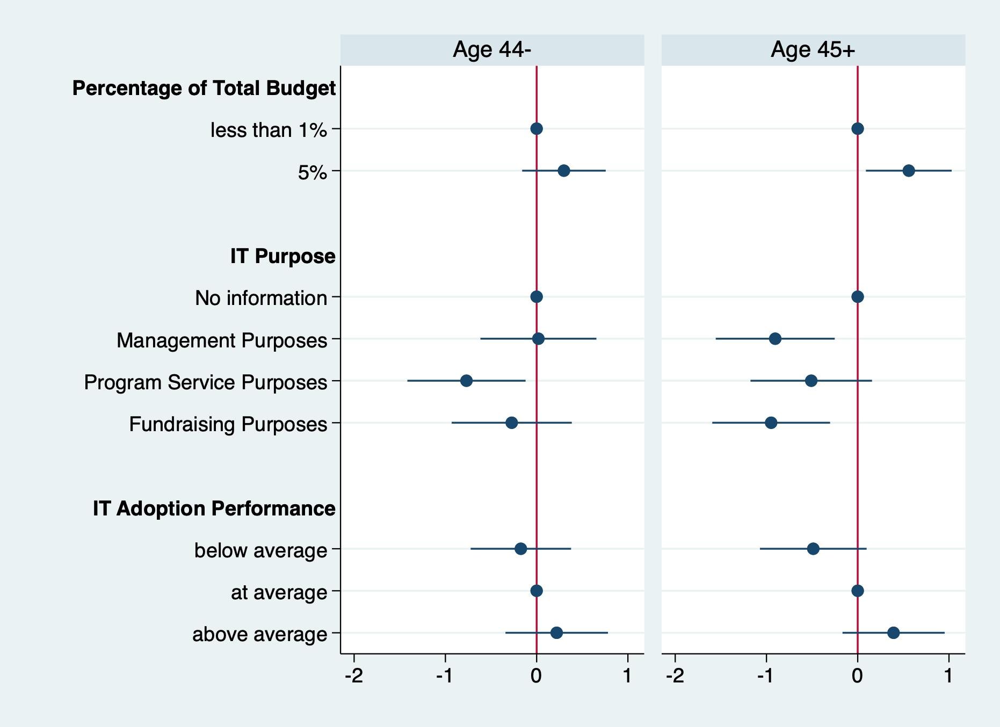 Age 44-
Age 45+
Percentage of Total Budget
less than 1%
5%
IT Purpose
No information
Management Purposes
Program Service Purposes
Fundraising Purposes
IT Adoption Performance
below average
at average
above average
-2 -1 0 1
-2 -1 0 1